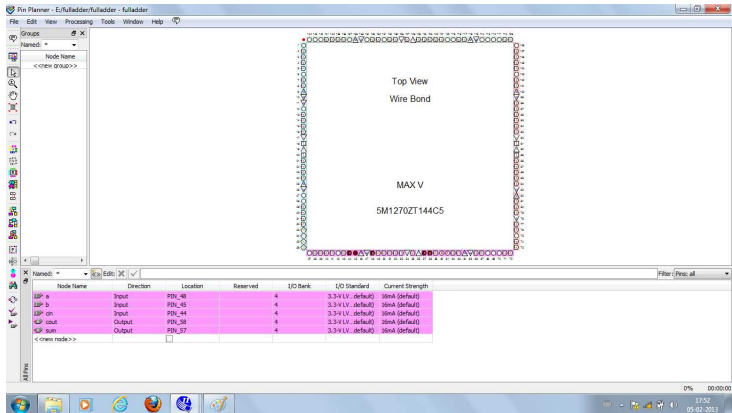 Pin Planner - E:/fulladder/fulladder - fulladder
File Edit View Processing Tools Window Help
Groups
Named: *
Node Name
<<new group>>
Top View
Wire Bond
MAX V
5M1270ZT144C5
Named: * Edit: Filter: Pins: all
Node Name Direction Location Reserved I/O Bank I/O Standard Current Strength
a Input PIN_48 4 3.3-V LV...default) 16mA (default)
b Input PIN_45 4 3.3-V LV...default) 16mA (default)
cin Input PIN_44 4 3.3-V LV...default) 16mA (default)
cout Output PIN_58 4 3.3-V LV...default) 16mA (default)
sum Output PIN_57 4 3.3-V LV...default) 16mA (default)
<<new node>>
All Pins
0% 00:00:00
17:52
05-02-2013